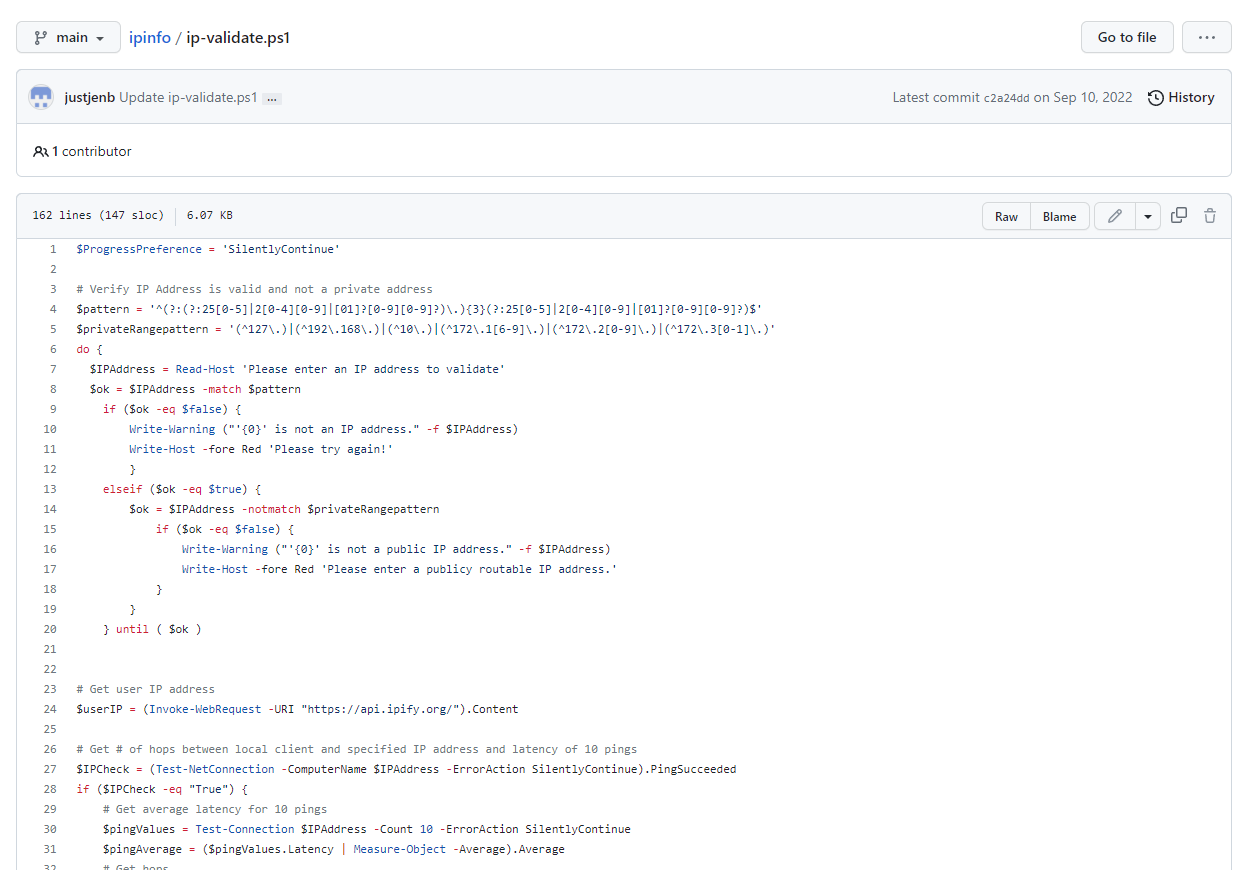 main
ipinfo / ip-validate.ps1
Go to file
...
justjenb Update ip-validate.ps1 ...
Latest commit c2a24dd on Sep 10, 2022
History
1 contributor
162 lines (147 sloc) 6.07 KB
Raw
Blame
1 $ProgressPreference = 'SilentlyContinue'
2
3 # Verify IP Address is valid and not a private address
4 $pattern = '^(?:(?:25[0-5]|2[0-4][0-9]|[01]?[0-9][0-9]?)\.){3}(?:25[0-5]|2[0-4][0-9]|[01]?[0-9][0-9]?)$'
5 $privateRangepattern = '(^127\.)|(^192\.168\.)|(^10\.)|(^172\.1[6-9]\.)|(^172\.2[0-9]\.)|(^172\.3[0-1]\.)'
6 do {
7 $IPAddress = Read-Host 'Please enter an IP address to validate'
8 $ok = $IPAddress -match $pattern
9 if ($ok -eq $false) {
10 Write-Warning ("'{0}' is not an IP address." -f $IPAddress)
11 Write-Host -fore Red 'Please try again!'
12 }
13 elseif ($ok -eq $true) {
14 $ok = $IPAddress -notmatch $privateRangepattern
15 if ($ok -eq $false) {
16 Write-Warning ("'{0}' is not a public IP address." -f $IPAddress)
17 Write-Host -fore Red 'Please enter a publicy routable IP address.'
18 }
19 }
20 } until ( $ok )
21
22
23 # Get user IP address
24 $userIP = (Invoke-WebRequest -URI "https://api.ipify.org/").Content
25
26 # Get # of hops between local client and specified IP address and latency of 10 pings
27 $IPCheck = (Test-NetConnection -ComputerName $IPAddress -ErrorAction SilentlyContinue).PingSucceeded
28 if ($IPCheck -eq "True") {
29 # Get average latency for 10 pings
30 $pingValues = Test-Connection $IPAddress -Count 10 -ErrorAction SilentlyContinue
31 $pingAverage = ($pingValues.Latency | Measure-Object -Average).Average
32 # Get hops